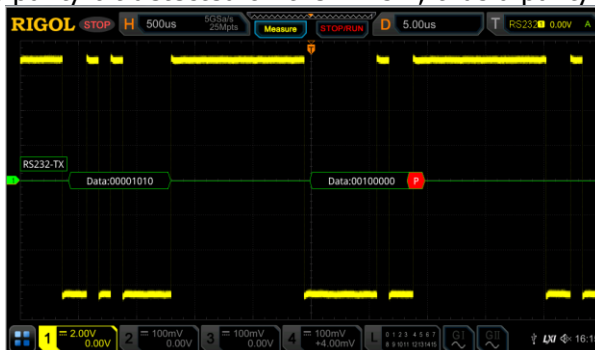 RIGOL STOP H 500us 5GSa/s 25Mpts Measure STOP/RUN D 5.00us T RS232 0.00V A
RS232-TX
1 Data:00001010 Data:00100000 P
1 = 2.00V 0.00V 2 = 100mV 0.00V 3 = 100mV 0.00V 4 = 100mV +4.00mV L 0 1 2 3 4 5 6 7 8 9 10 11 12 13 14 15 GI GII LXI